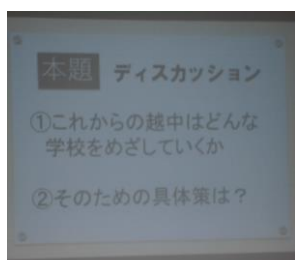 本題 ディスカッション
①これからの越中はどんな
学校をめざしていくか
②そのための具体策は？